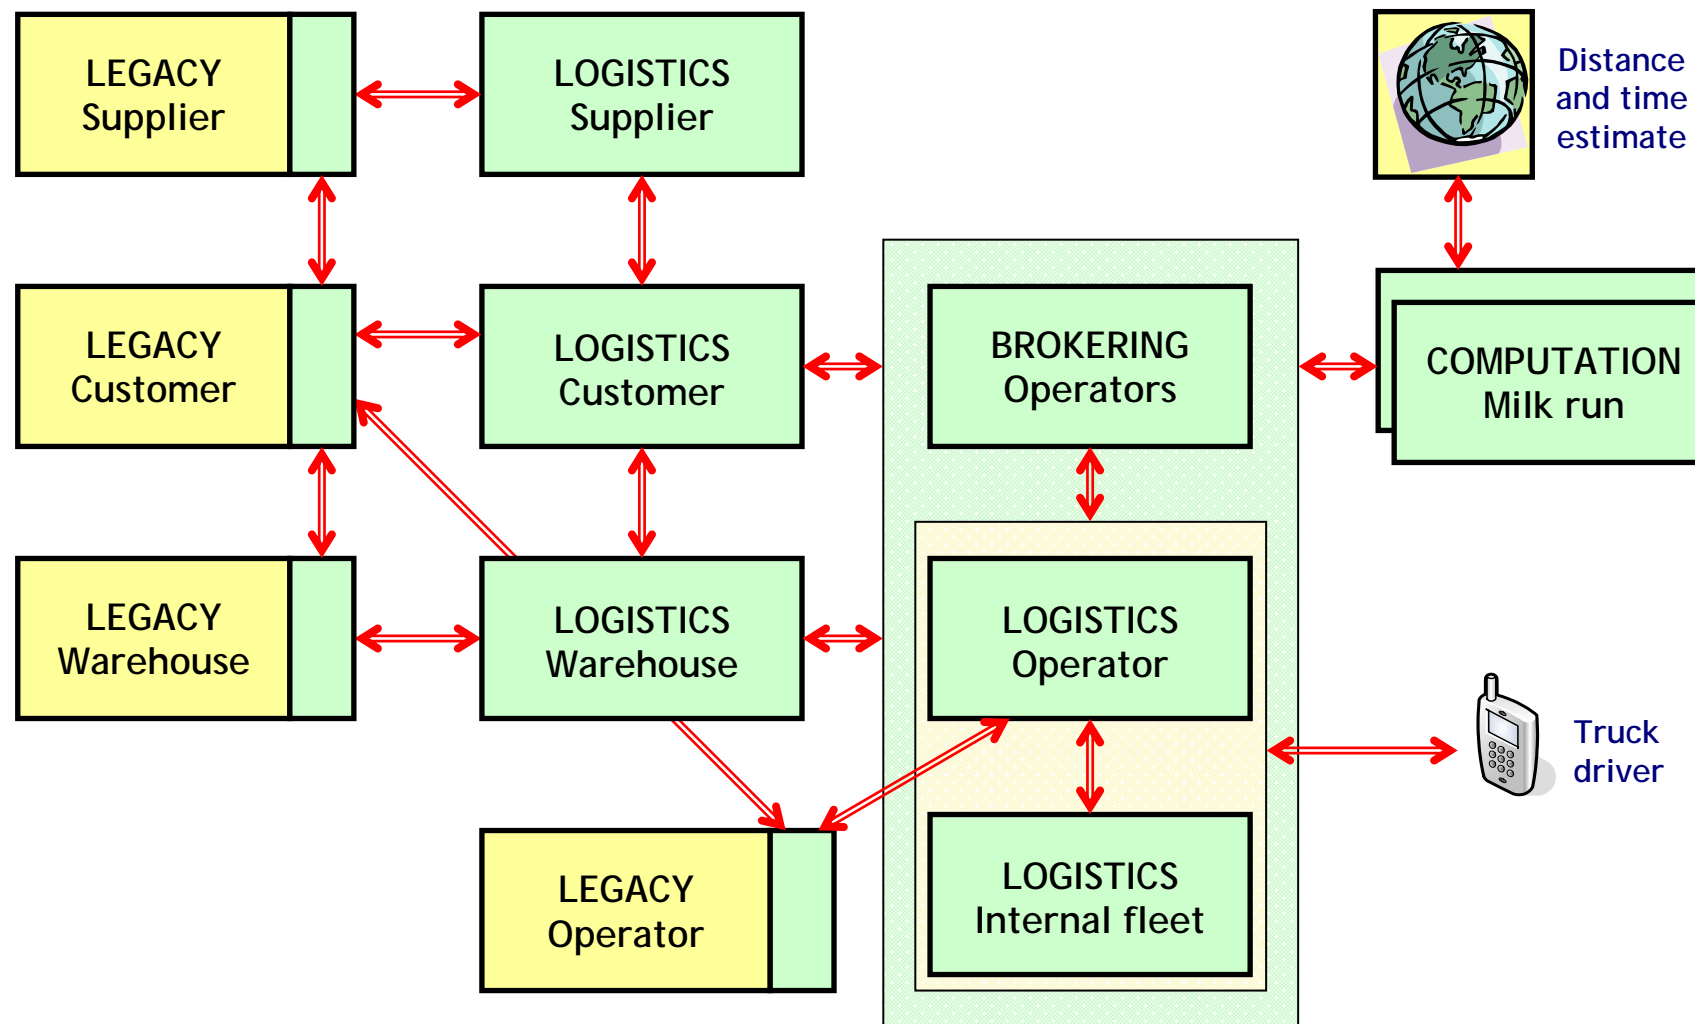 LEGACY
Supplier
LOGISTICS
Supplier
Distance
and time
estimate
LEGACY
Customer
LOGISTICS
Customer
BROKERING
Operators
COMPUTATION
Milk run
LEGACY
Warehouse
LOGISTICS
Warehouse
LOGISTICS
Operator
Truck
driver
LEGACY
Operator
LOGISTICS
Internal fleet